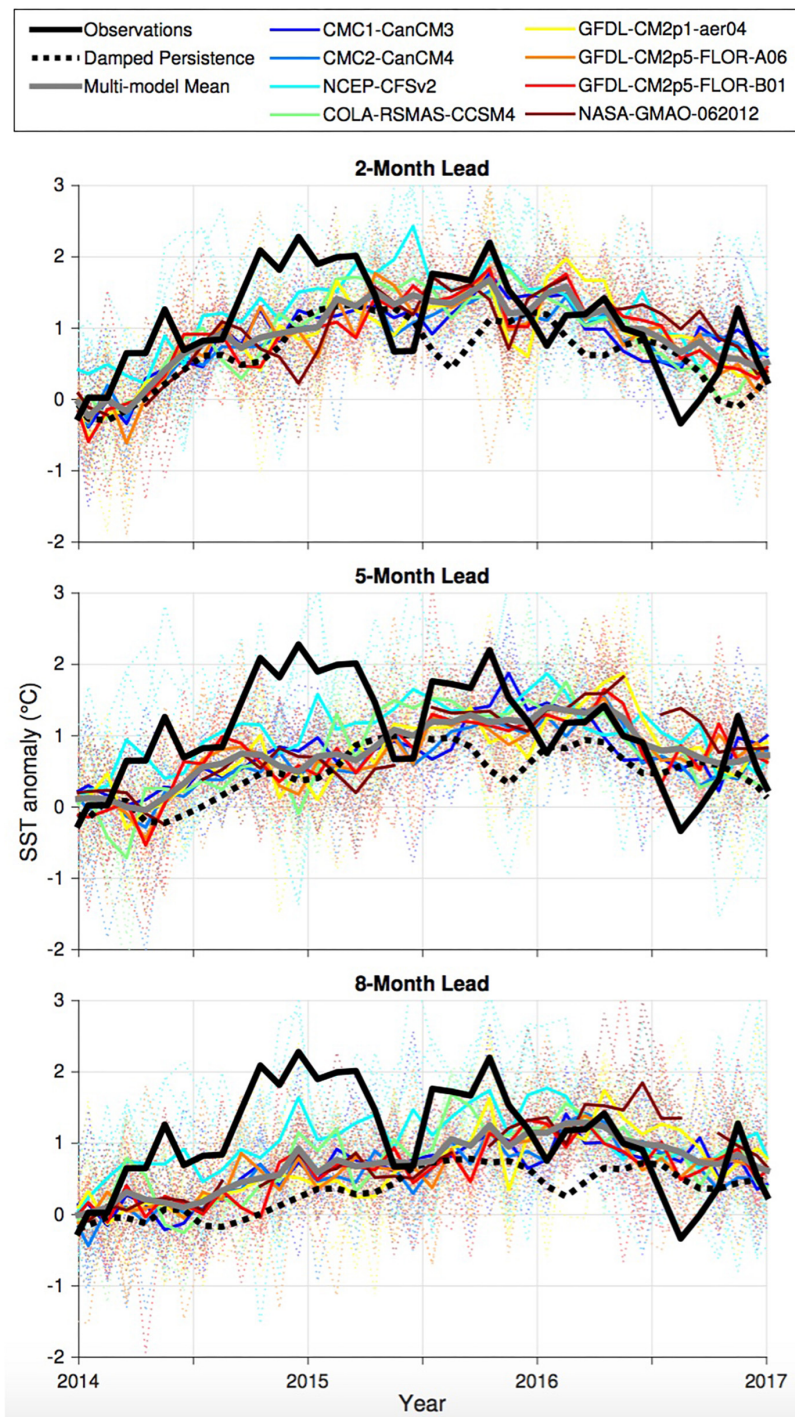 Observations
Damped Persistence
Multi-model Mean
CMC1-CanCM3
CMC2-CanCM4
NCEP-CFSv2
COLA-RSMAS-CCSM4
GFDL-CM2p1-aer04
GFDL-CM2p5-FLOR-A06
GFDL-CM2p5-FLOR-B01
NASA-GMAO-062012
2-Month Lead
3
2
1
0
-1
-2
5-Month Lead
3
2
1
0
-1
-2
SST anomaly (°C)
8-Month Lead
3
2
1
0
-1
-2
2014 2015 2016 2017
Year